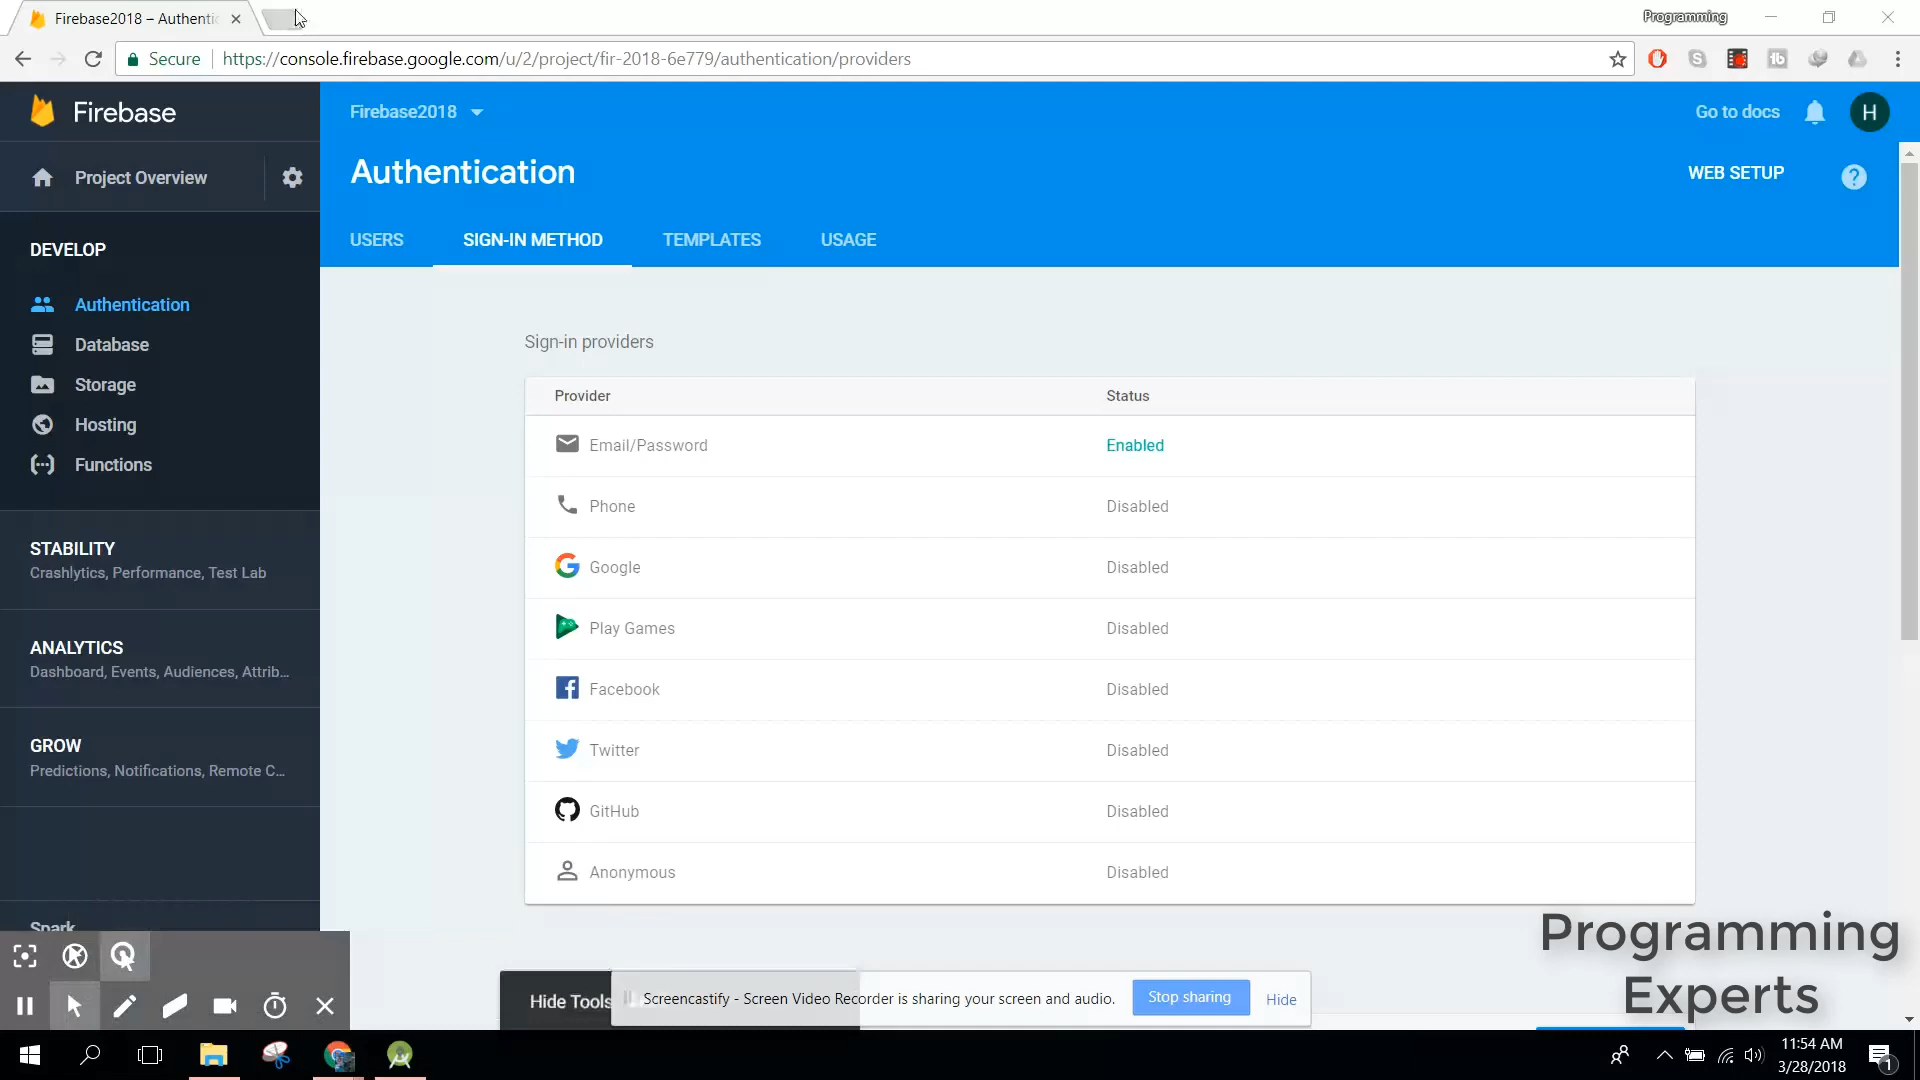 Firebase2018 – Authentic
Programming
Secure
https://console.firebase.google.com/u/2/project/fir-2018-6e779/authentication/providers
Firebase
Firebase2018
Go to docs
H
Project Overview
Authentication
WEB SETUP
?
USERS
SIGN-IN METHOD
TEMPLATES
USAGE
DEVELOP
Authentication
Database
Storage
Hosting
Functions
STABILITY
Crashlytics, Performance, Test Lab
ANALYTICS
Dashboard, Events, Audiences, Attrib...
GROW
Predictions, Notifications, Remote C...
Spark
Sign-in providers
Provider
Status
Email/Password
Enabled
Phone
Disabled
Google
Disabled
Play Games
Disabled
Facebook
Disabled
Twitter
Disabled
GitHub
Disabled
Anonymous
Disabled
Programming
Experts
Hide Tools
Screencastify - Screen Video Recorder is sharing your screen and audio.
Stop sharing
Hide
11:54 AM
3/28/2018
1